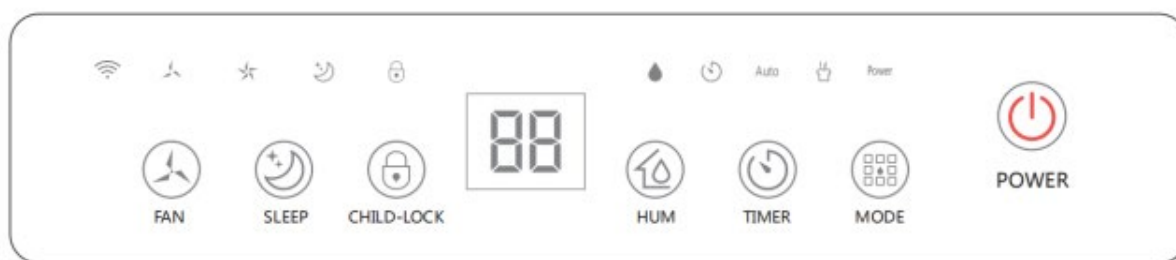 Auto
Power
88
FAN
SLEEP
CHILD-LOCK
HUM
TIMER
MODE
POWER